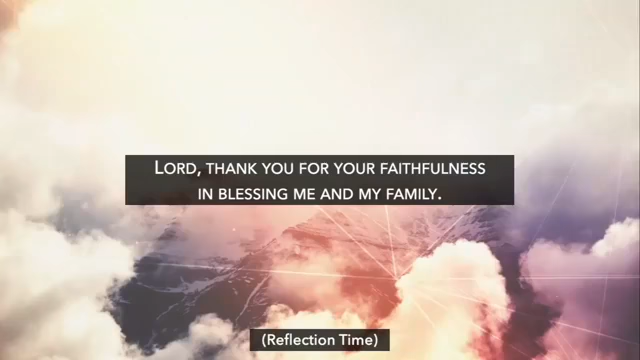 LORD, THANK YOU FOR YOUR FAITHFULNESS
IN BLESSING ME AND MY FAMILY.
(Reflection Time)